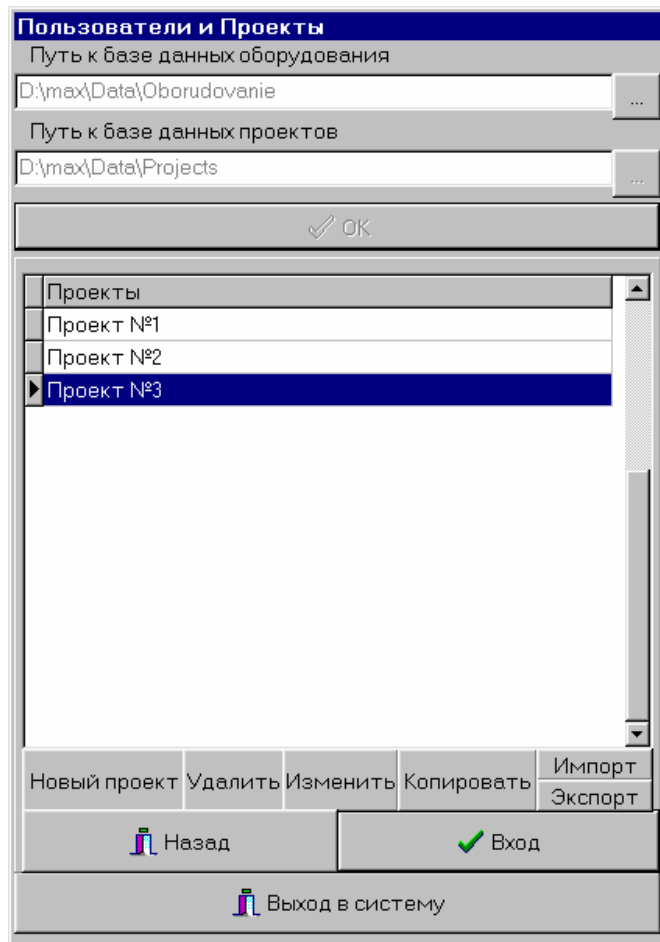 Пользователи и Проекты
Путь к базе данных оборудования
D:\max\Data\Oborudovanie
...
Путь к базе данных проектов
D:\max\Data\Projects
...
OK
Проекты
Проект №1
Проект №2
Проект №3
Новый проект Удалить Изменить Копировать Импорт
Экспорт
Назад Вход
Выход в систему